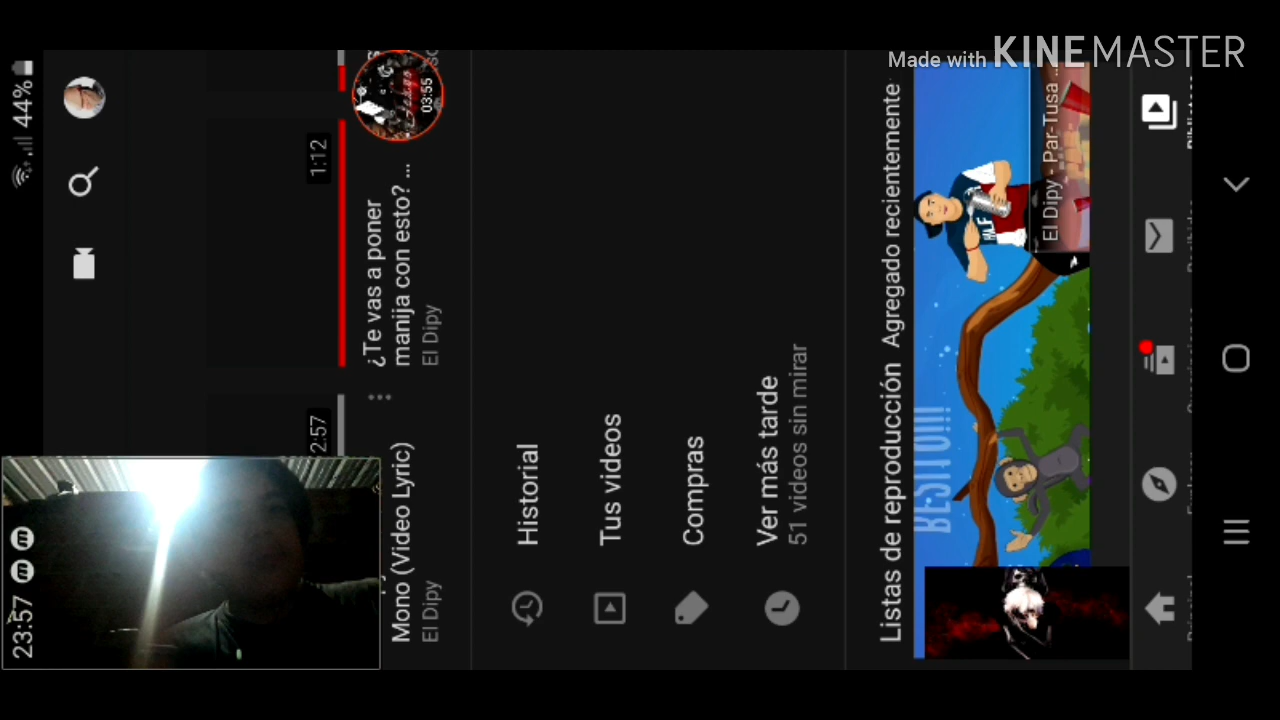 Made with KINEMASTER
23:57
44%
1:12
2:57
03:55
Mono (Video Lyric)
El Dipy
¿Te vas a poner
manija con esto? ...
El Dipy
Historial
Tus videos
Compras
Ver más tarde
51 videos sin mirar
Listas de reproducción
Agregado recientemente
BESITO!!!
HALF
El Dipy - Par-Tusa ...